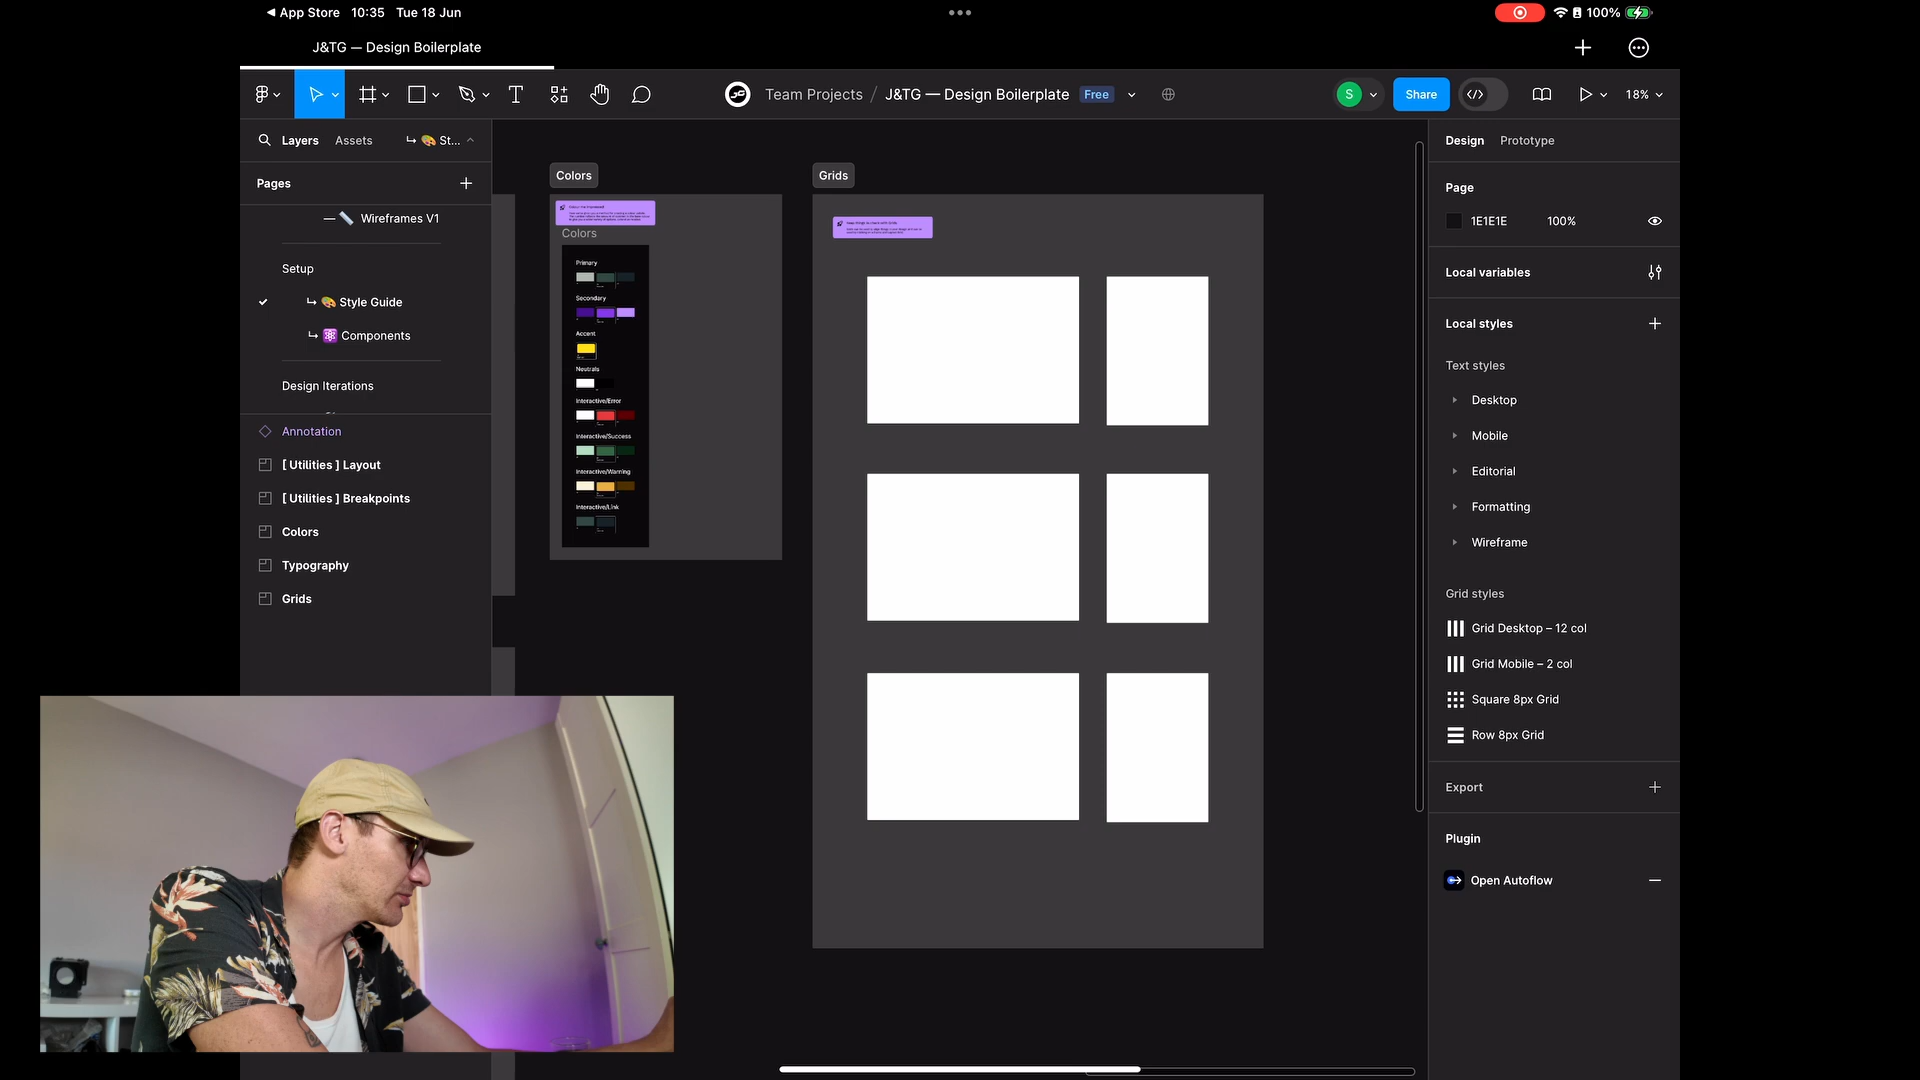 App Store 10:35 Tue 18 Jun
100%
J&TG — Design Boilerplate
Team Projects / J&TG — Design Boilerplate Free
S
Share
18%
Layers Assets
St...
Pages
— Wireframes V1
Setup
Style Guide
Components
Design Iterations
Annotation
[ Utilities ] Layout
[ Utilities ] Breakpoints
Colors
Typography
Grids
Colors
Colors
Primary
Secondary
Accent
Neutrals
Interactive/Error
Interactive/Success
Interactive/Warning
Interactive/Link
Grids
Design Prototype
Page
1E1E1E 100%
Local variables
Local styles
Text styles
Desktop
Mobile
Editorial
Formatting
Wireframe
Grid styles
Grid Desktop – 12 col
Grid Mobile – 2 col
Square 8px Grid
Row 8px Grid
Export
Plugin
Open Autoflow